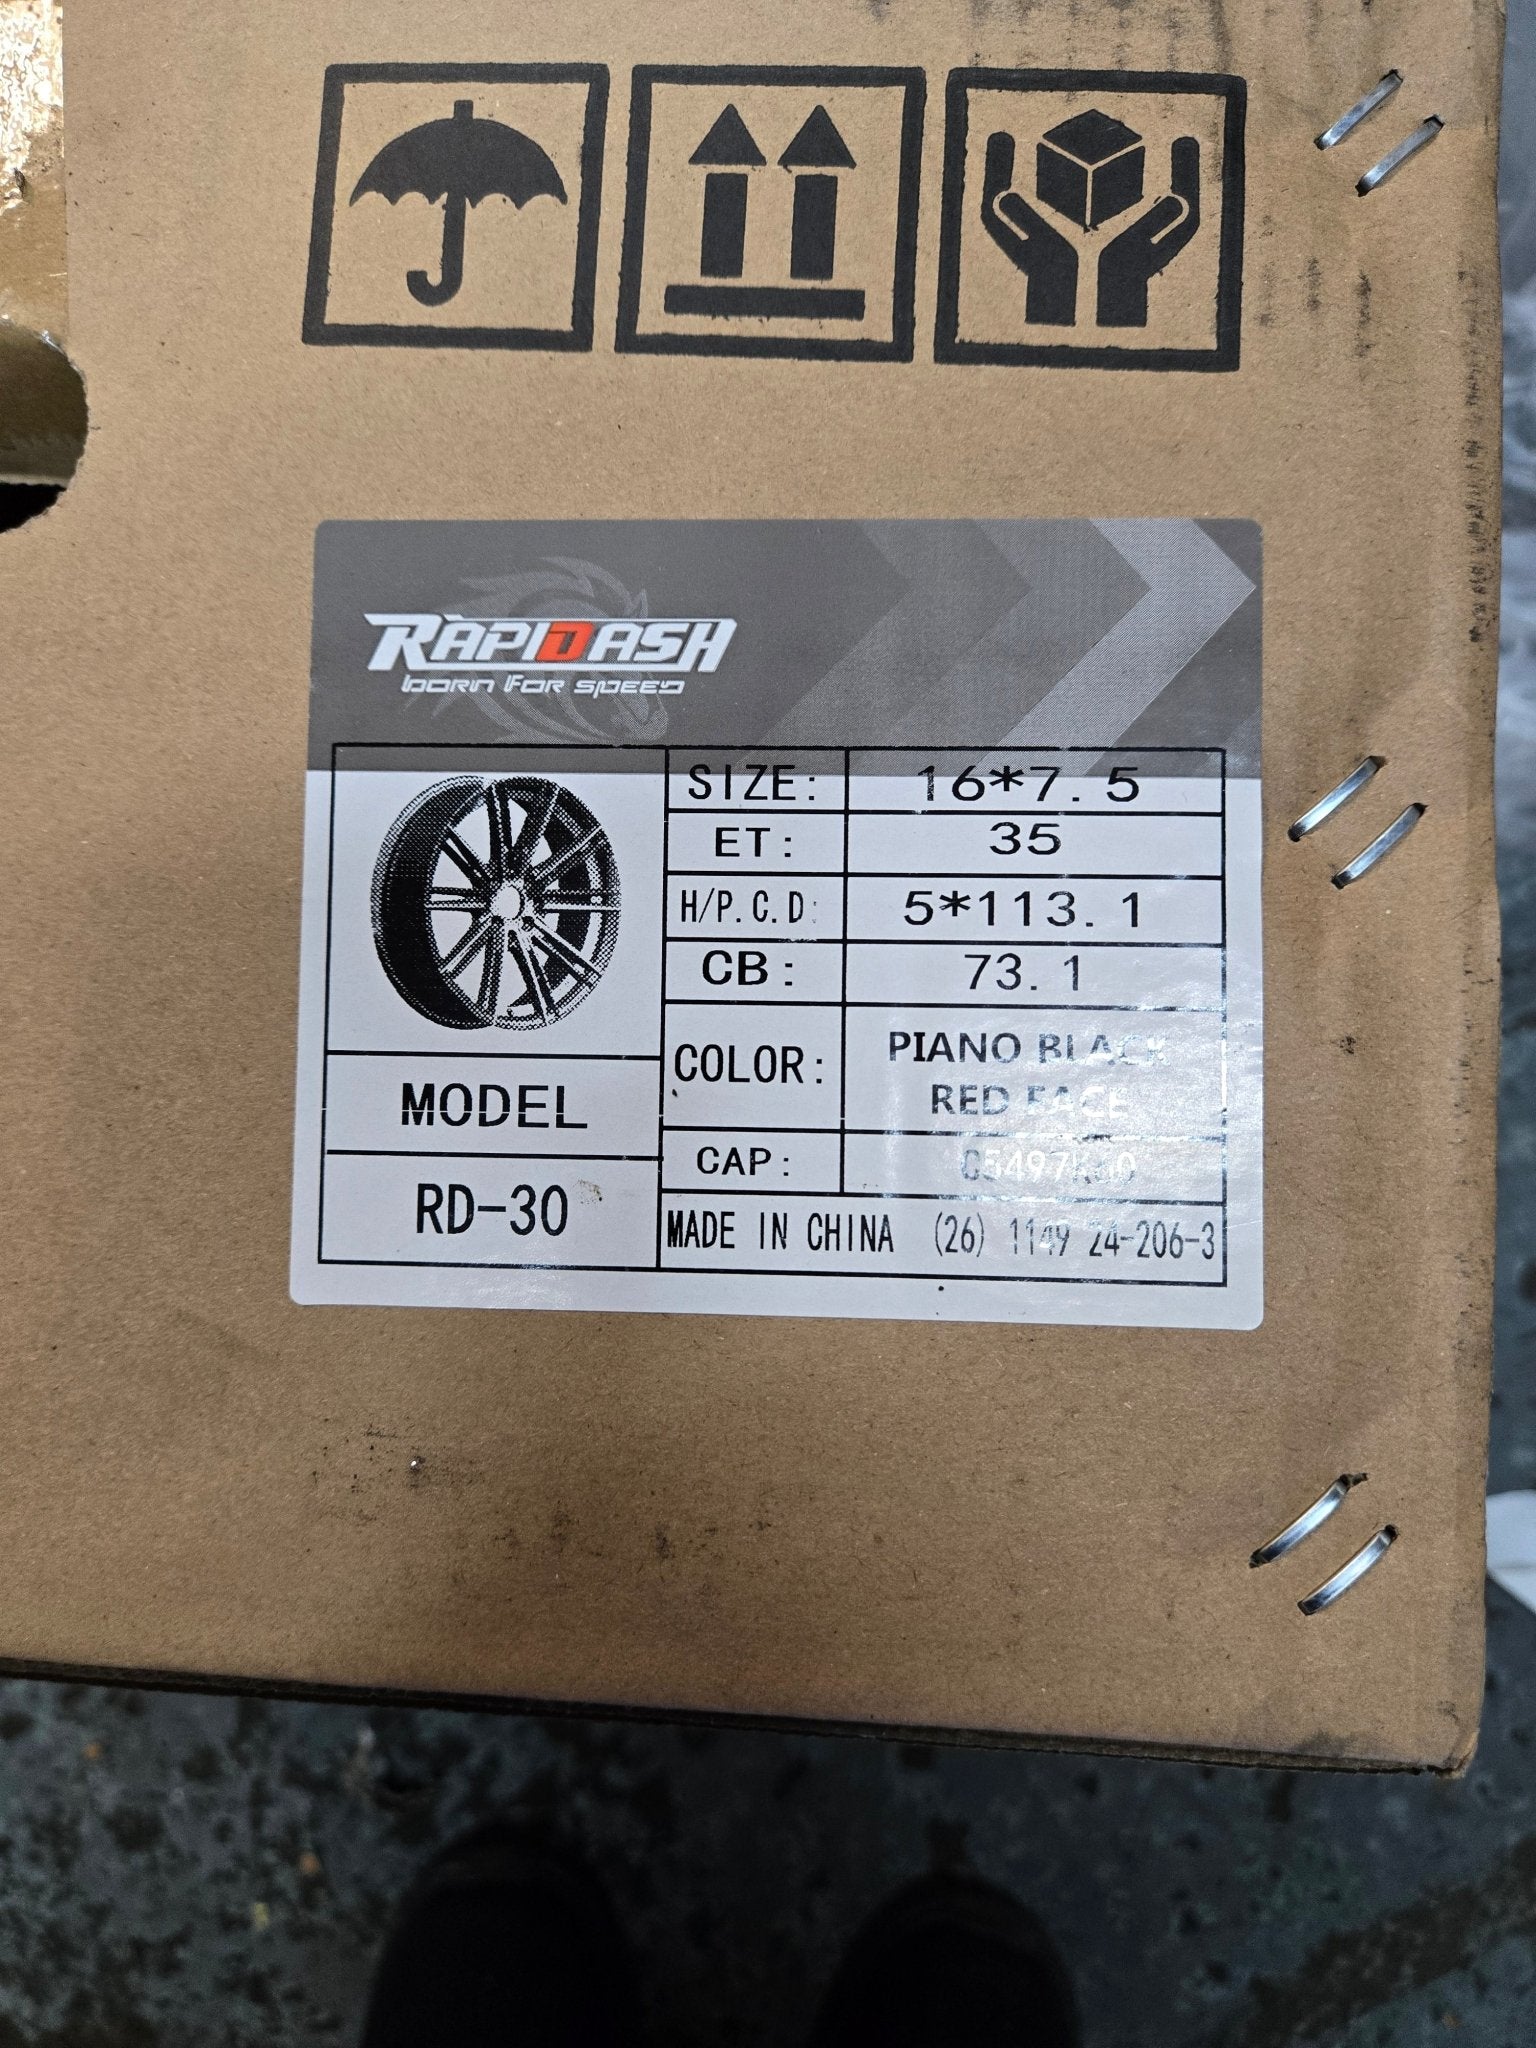 RAPIDASH
BORN FOR SPEED
SIZE: 16*7.5
ET: 35
H/P.C.D: 5*113.1
CB: 73.1
COLOR: PIANO BLACK
RED FACE
CAP:
MODEL
RD-30
MADE IN CHINA (26) 1149 24-206-3